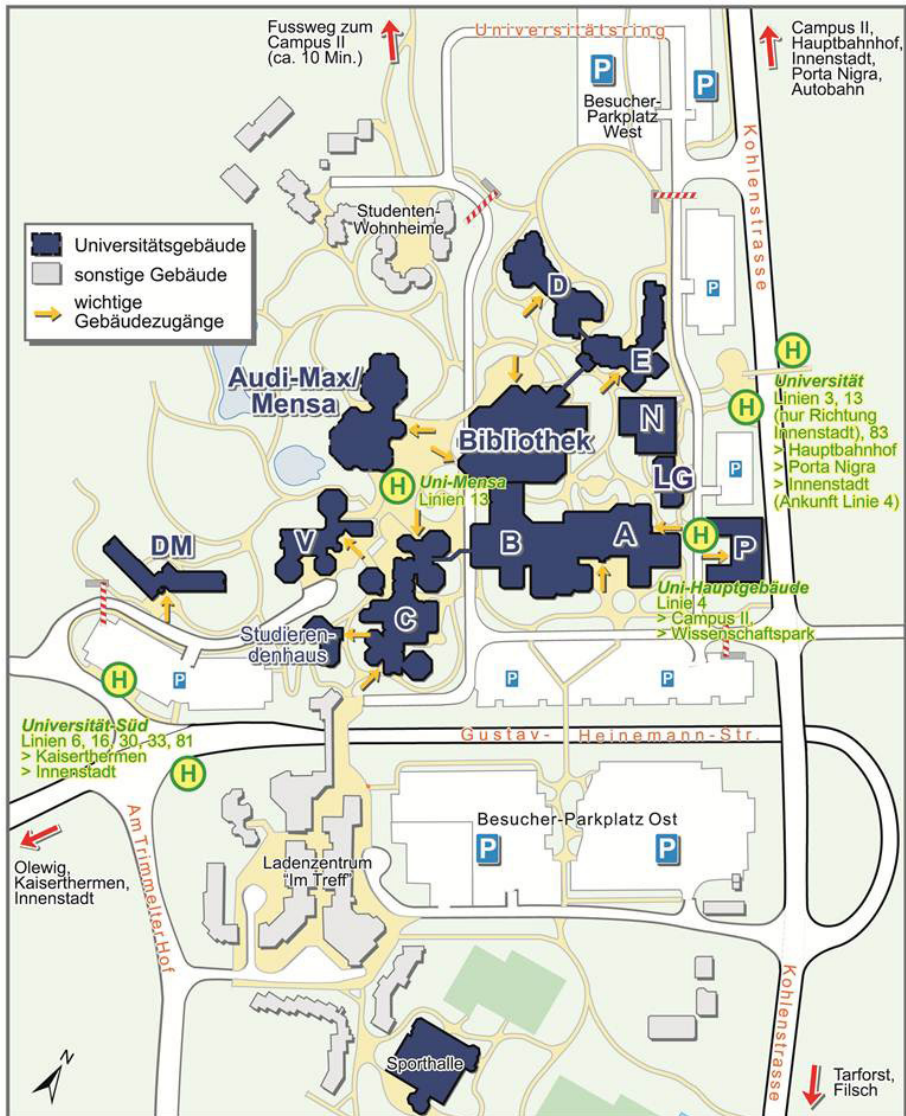 Fussweg zum
Campus II
(ca. 10 Min.)
Universitätsring
Campus II,
Hauptbahnhof,
Innenstadt,
Porta Nigra,
Autobahn
P
P
Besucher-
Parkplatz
West
Kohlenstrasse
Studenten-
Wohnheime
Universitätsgebäude
sonstige Gebäude
wichtige
Gebäudezugänge
D
P
E
H
Audi-Max/
Mensa
Universität
Linien 3, 13
(nur Richtung
Innenstadt), 83
> Hauptbahnhof
> Porta Nigra
> Innenstadt
(Ankunft Linie 4)
H
N
Bibliothek
P
LG
H
Uni-Mensa
Linien 13
DM
V
B
A
H
P
Uni-Hauptgebäude
Linie 4
> Campus II
> Wissenschaftspark
C
Studieren-
denhaus
P
P
P
H
Universität-Süd
Linien 6, 16, 30, 33, 81
> Kaiserthermen
> Innenstadt
H
Gustav-Heinemann-Str.
Besucher-Parkplatz Ost
P
P
Ladenzentrum
"Im Treff"
Olewig,
Kaiserthermen,
Innenstadt
Am Trimmelter Hof
Kohlenstrasse
Sporthalle
N
Tarforst,
Filsch